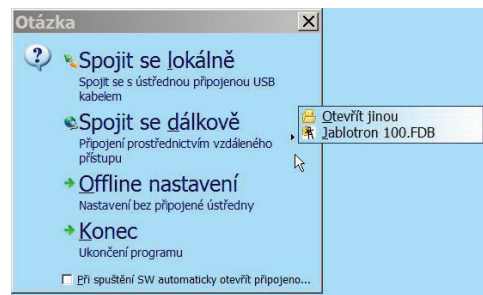 Otázka
Spojit se lokálně
Spojit se s ústřednou připojenou USB
kabelem
Spojit se dálkově
Připojení prostřednictvím vzdáleného
přístupu
Otevřít jinou
Jablotron 100.FDB
Offline nastavení
Nastavení bez připojené ústředny
Konec
Ukončení programu
Při spuštění SW automaticky otevřít připojeno...